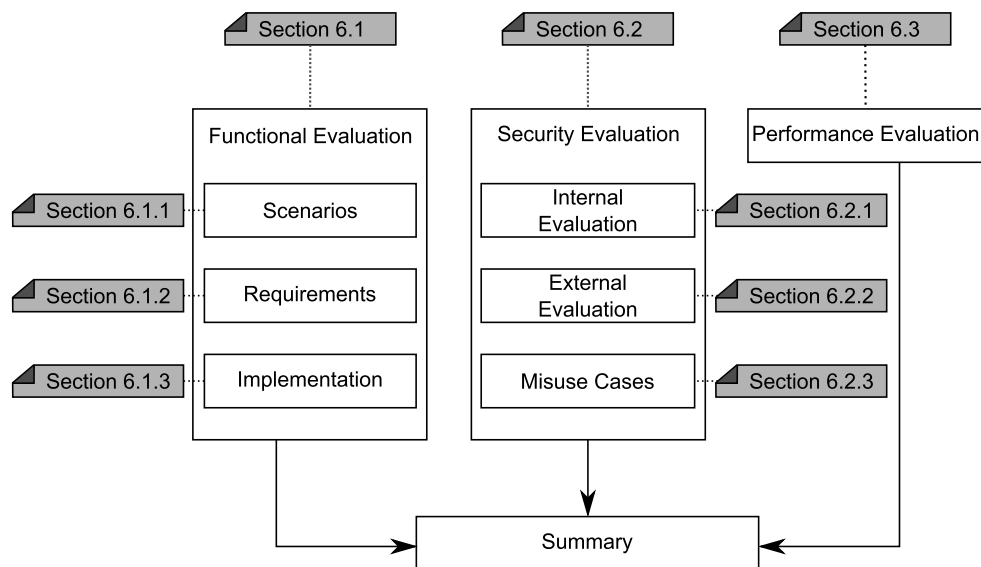 Section 6.1
Section 6.2
Section 6.3
Functional Evaluation
Security Evaluation
Performance Evaluation
Section 6.1.1
Scenarios
Internal
Evaluation
Section 6.2.1
Section 6.1.2
Requirements
External
Evaluation
Section 6.2.2
Section 6.1.3
Implementation
Misuse Cases
Section 6.2.3
Summary